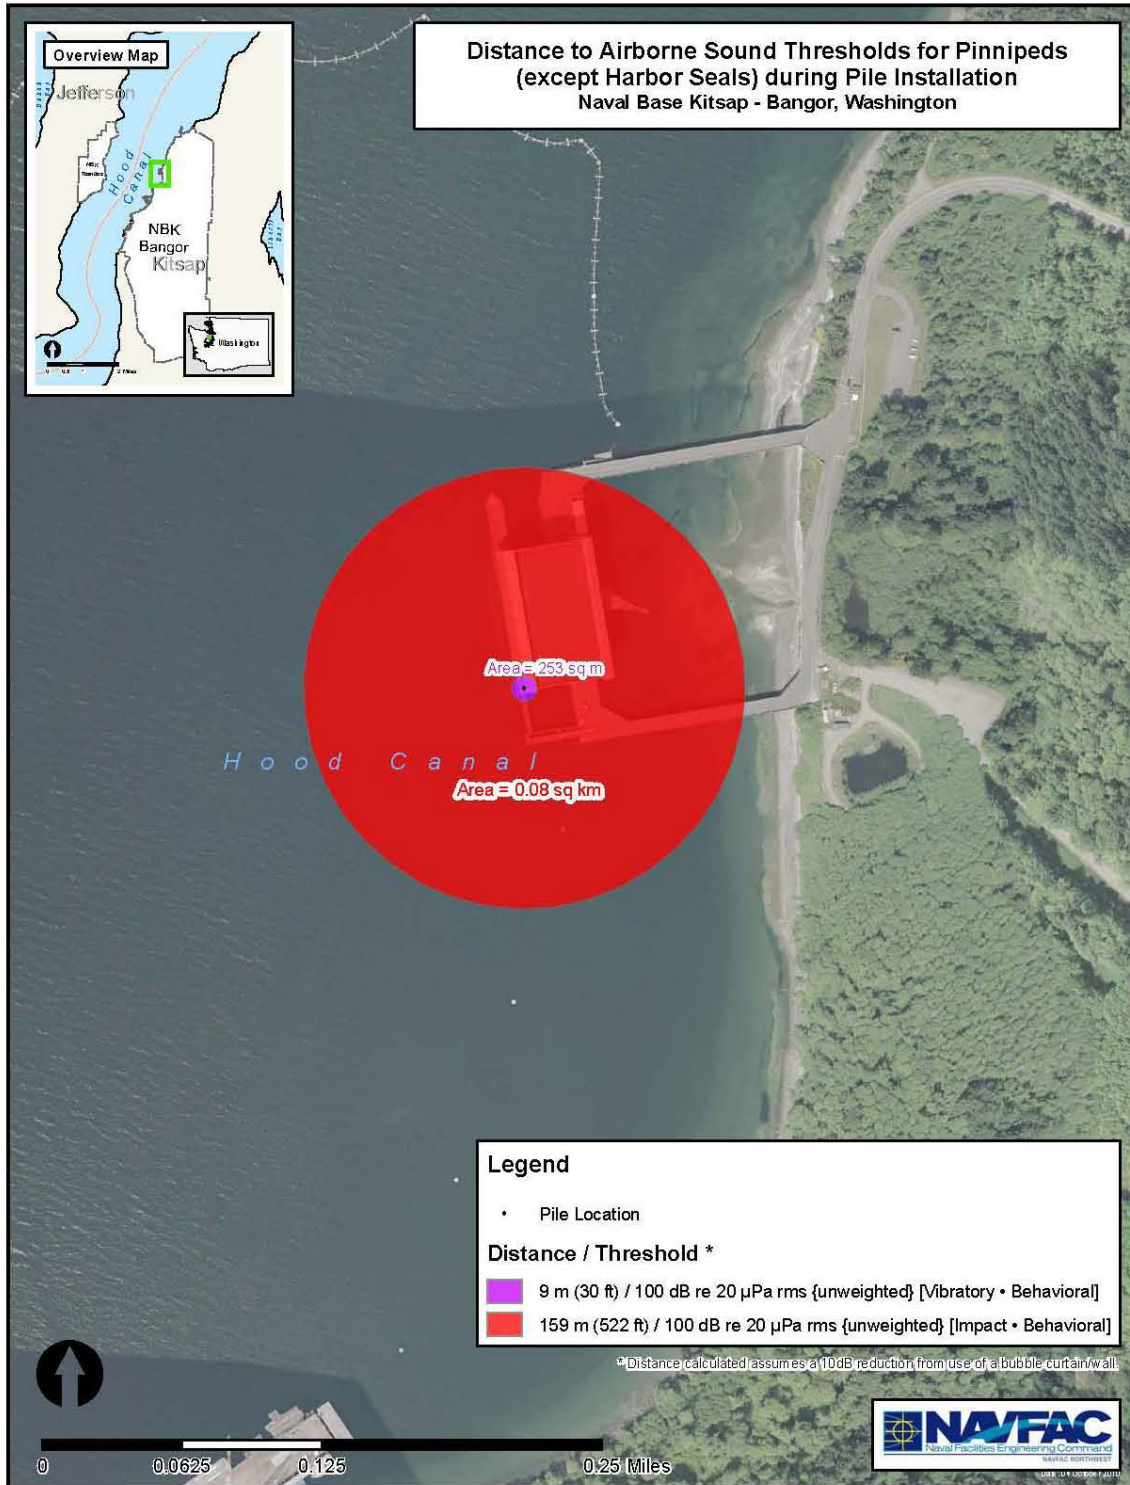 Overview Map
Jefferson
Hood
Canal
NBK
Bangor
Kitsap
Washington
0
2 Miles
Distance to Airborne Sound Thresholds for Pinnipeds
(except Harbor Seals) during Pile Installation
Naval Base Kitsap - Bangor, Washington
Area = 253 sq m
Hood Canal
Area = 0.08 sq km
Legend
Pile Location
Distance / Threshold *
9 m (30 ft) / 100 dB re 20 µPa rms {unweighted} [Vibratory • Behavioral]
159 m (522 ft) / 100 dB re 20 µPa rms {unweighted} [Impact • Behavioral]
* Distance calculated assumes a 10dB reduction from use of a bubble curtain/wall.
0 0.0625 0.125 0.25 Miles
NAVFAC
Naval Facilities Engineering Command
NAVFAC NORTHWEST